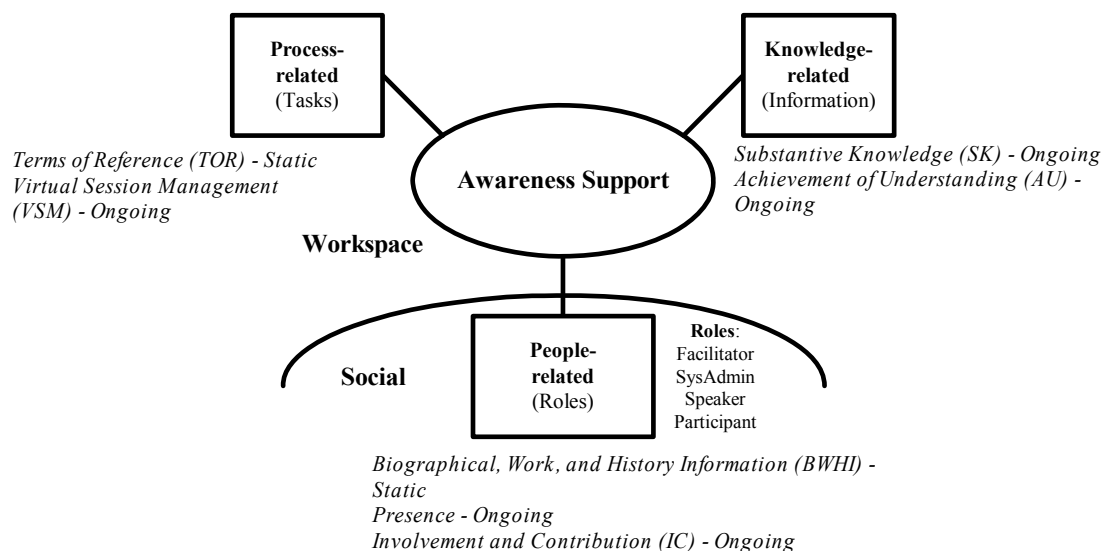 Process-
related
(Tasks)
Knowledge-
related
(Information)
Terms of Reference (TOR) - Static
Virtual Session Management
(VSM) - Ongoing
Awareness Support
Substantive Knowledge (SK) - Ongoing
Achievement of Understanding (AU) -
Ongoing
Workspace
Social
People-
related
(Roles)
Roles:
Facilitator
SysAdmin
Speaker
Participant
Biographical, Work, and History Information (BWHI) -
Static
Presence - Ongoing
Involvement and Contribution (IC) - Ongoing